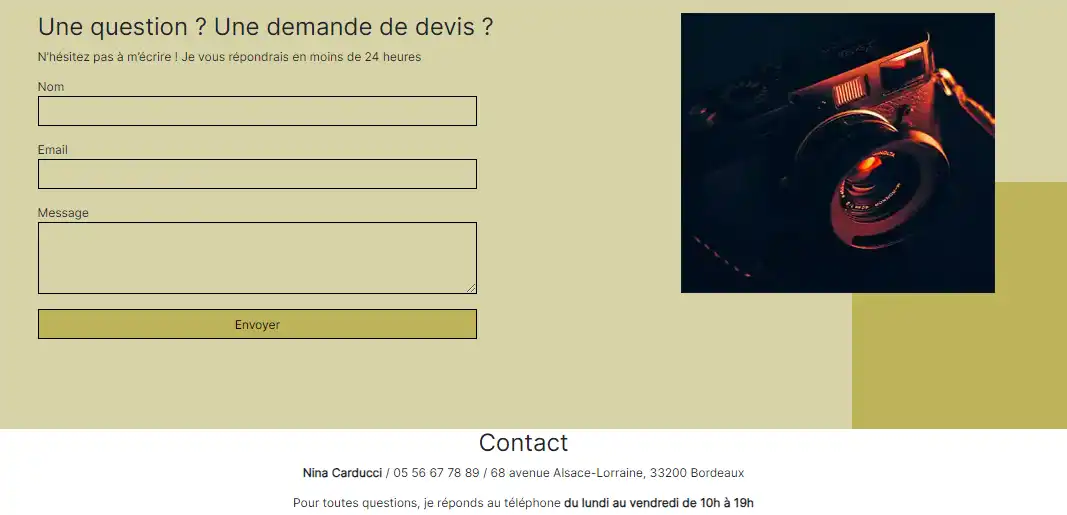 Une question ? Une demande de devis ?
N’hésitez pas à m’écrire ! Je vous répondrais en moins de 24 heures
Nom
Email
Message
Envoyer
MINOLTA
Contact
Nina Carducci / 05 56 67 78 89 / 68 avenue Alsace-Lorraine, 33200 Bordeaux
Pour toutes questions, je réponds au téléphone du lundi au vendredi de 10h à 19h